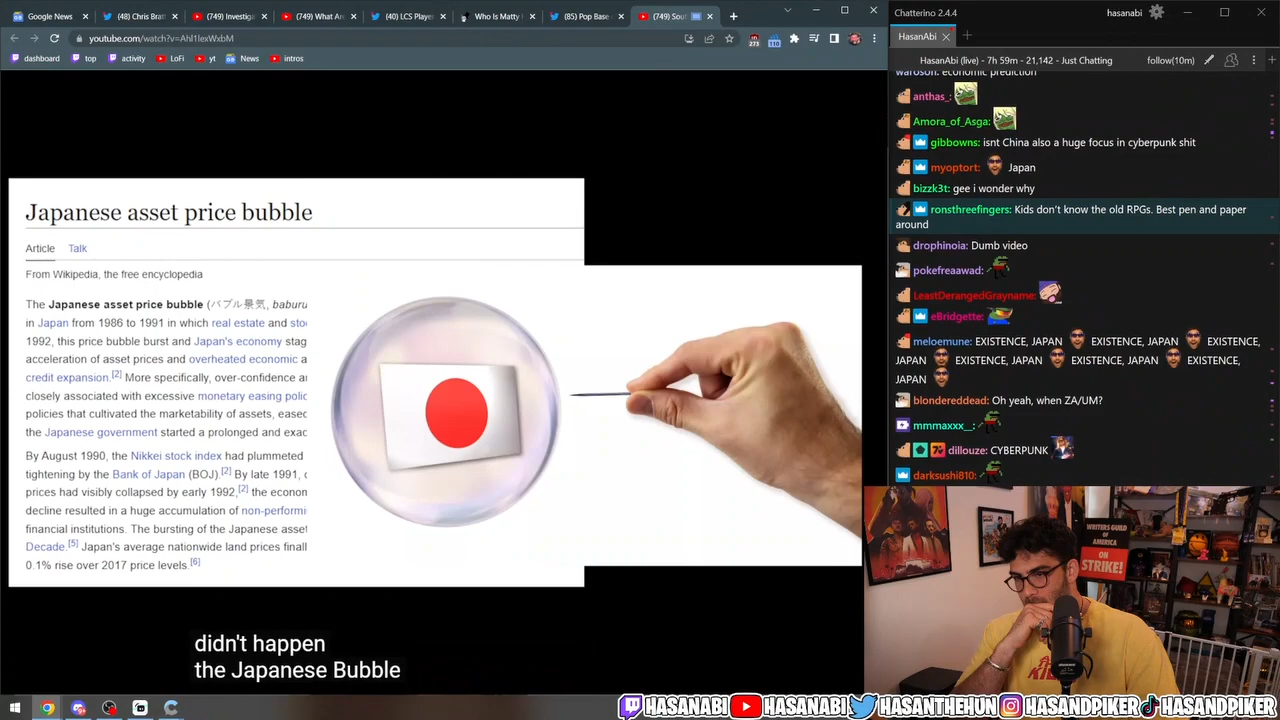 Google News
(48) Chris Bratt
(749) Investiga
(749) What Are
(40) LCS Player
Who Is Matty
(85) Pop Base
(749) Sout
youtube.com/watch?v=Ahl1IexWxbM
273
110
dashboard
top
activity
LoFi
yt
News
intros
Japanese asset price bubble
Article Talk
From Wikipedia, the free encyclopedia
The Japanese asset price bubble (バブル景気, baburu
in Japan from 1986 to 1991 in which real estate and sto
1992, this price bubble burst and Japan's economy stag
acceleration of asset prices and overheated economic a
credit expansion.[2] More specifically, over-confidence a
closely associated with excessive monetary easing polic
policies that cultivated the marketability of assets, eased
the Japanese government started a prolonged and exac
By August 1990, the Nikkei stock index had plummeted
tightening by the Bank of Japan (BOJ).[2] By late 1991,
prices had visibly collapsed by early 1992,[2] the econom
decline resulted in a huge accumulation of non-performi
financial institutions. The bursting of the Japanese asset
Decade.[5] Japan's average nationwide land prices finall
0.1% rise over 2017 price levels.[6]
didn't happen
the Japanese Bubble
Chatterino 2.4.4
hasanabi
HasanAbi
HasanAbi (live) - 7h 59m - 21,142 - Just Chatting
follow(10m)
waroson: economic prediction
anthas_:
Amora_of_Asga:
gibbowns: isnt China also a huge focus in cyberpunk shit
myoptort: Japan
bizzk3t: gee i wonder why
ronsthreefingers: Kids don't know the old RPGs. Best pen and paper
around
drophinoia: Dumb video
pokefreaawad:
LeastDerangedGrayname:
eBridgette:
meloemune: EXISTENCE, JAPAN EXISTENCE, JAPAN EXISTENCE,
JAPAN EXISTENCE, JAPAN EXISTENCE, JAPAN EXISTENCE,
JAPAN
blondereddead: Oh yeah, when ZA/UM?
mmmaxxx__:
dillouze: CYBERPUNK
darksushi810:
WRITERS GUILD
OF
AMERICA
ON
STRIKE!
HASANABI HASANABI HASANTHEHUN HASANDPIKER HASANDPIKER